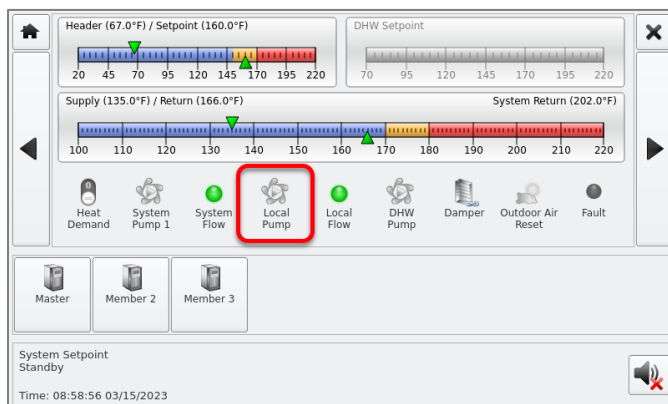 Header (67.0°F) / Setpoint (160.0°F)
DHW Setpoint
20 45 70 95 120 145 170 195 220
70 95 120 145 170 195 220
Supply (135.0°F) / Return (166.0°F) System Return (202.0°F)
100 110 120 130 140 150 160 170 180 190 200 210 220
0
Heat Demand
System Pump 1
System Flow
Local Pump
Local Flow
DHW Pump
Damper
Outdoor Air Reset
Fault
Master
Member 2
Member 3
System Setpoint
Standby
Time: 08:58:56 03/15/2023